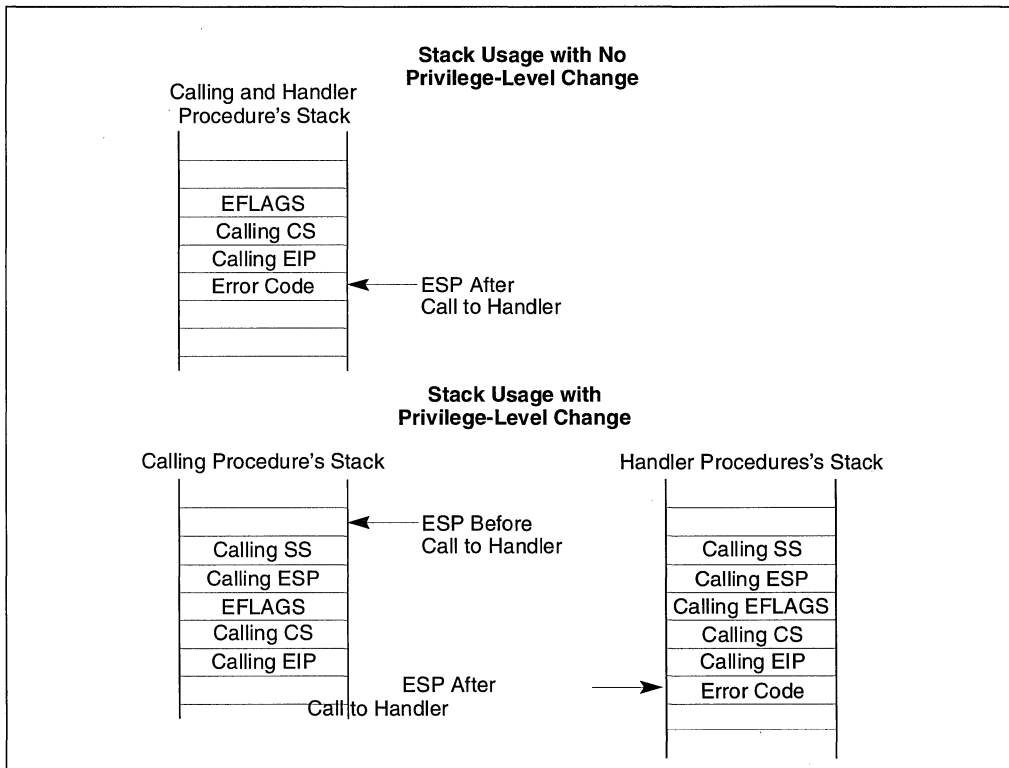 Stack Usage with No
Privilege-Level Change
Calling and Handler
Procedure's Stack
EFLAGS
Calling CS
Calling EIP
Error Code
ESP After
Call to Handler
Stack Usage with
Privilege-Level Change
Calling Procedure's Stack
Handler Procedures's Stack
ESP Before
Call to Handler
Calling SS
Calling ESP
EFLAGS
Calling CS
Calling EIP
ESP After
Call to Handler
Calling SS
Calling ESP
Calling EFLAGS
Calling CS
Calling EIP
Error Code